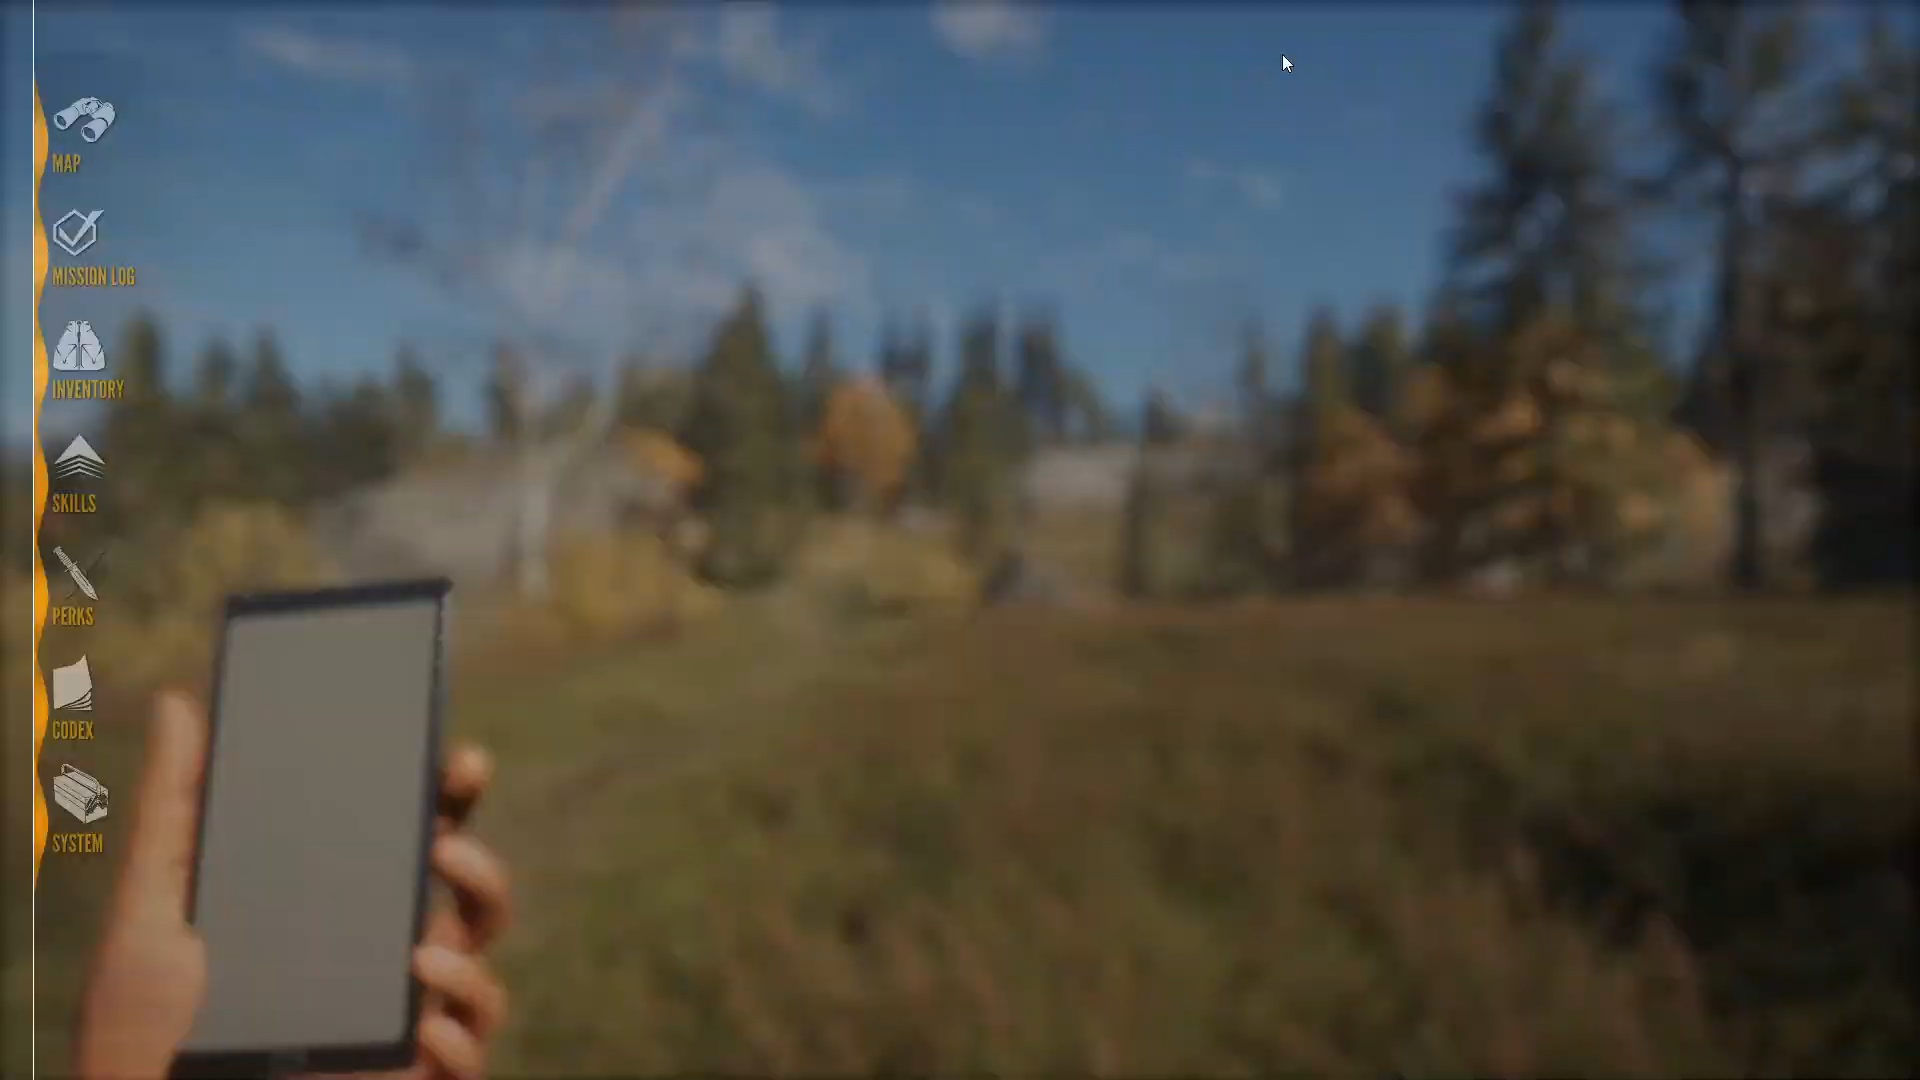 MAP
MISSION LOG
INVENTORY
SKILLS
PERKS
CODEX
SYSTEM